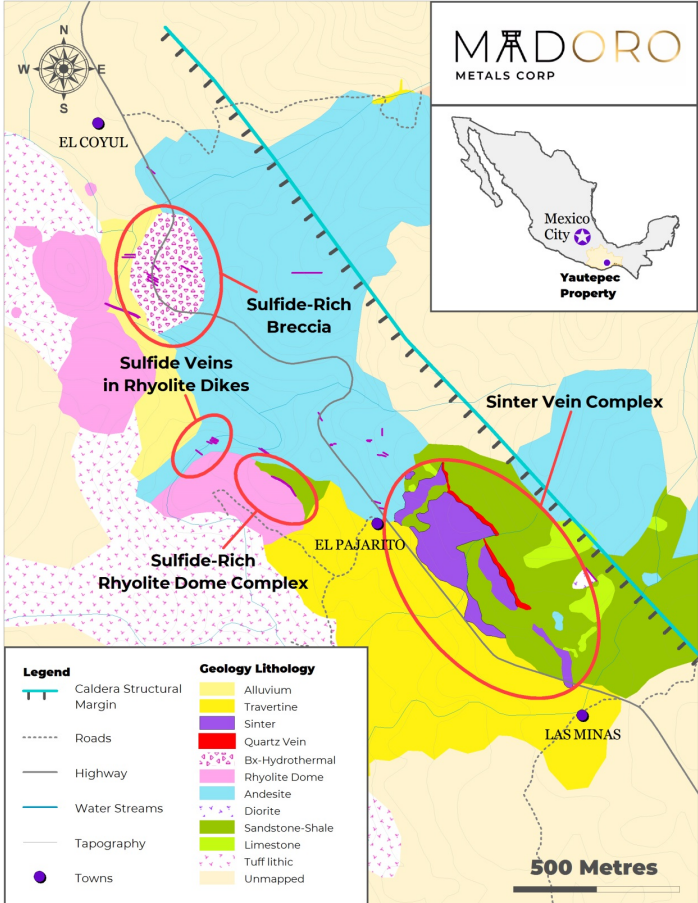 MADORO
METALS CORP
N
W
E
S
EL COYUL
Mexico
City
Yautepec
Property
Sulfide-Rich
Breccia
Sulfide Veins
in Rhyolite Dikes
Sinter Vein Complex
EL PAJARITO
Sulfide-Rich
Rhyolite Dome Complex
LAS MINAS
Legend
Caldera Structural
Margin
Roads
Highway
Water Streams
Tapography
Towns
Geology Lithology
Alluvium
Travertine
Sinter
Quartz Vein
Bx-Hydrothermal
Rhyolite Dome
Andesite
Diorite
Sandstone-Shale
Limestone
Tuff lithic
Unmapped
500 Metres